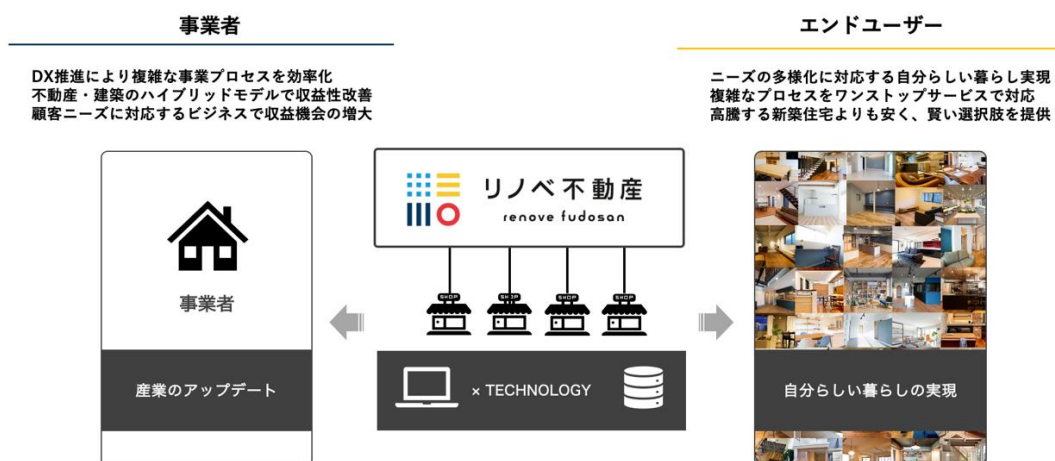 事業者
DX推進により複雑な事業プロセスを効率化
不動産・建築のハイブリッドモデルで収益性改善
顧客ニーズに対応するビジネスで収益機会の増大
事業者
産業のアップデート
リノベ不動産
renove fudosan
SHOP SHOP SHOP SHOP
× TECHNOLOGY
エンドユーザー
ニーズの多様化に対応する自分らしい暮らし実現
複雑なプロセスをワンストップサービスで対応
高騰する新築住宅よりも安く、賢い選択肢を提供
自分らしい暮らしの実現